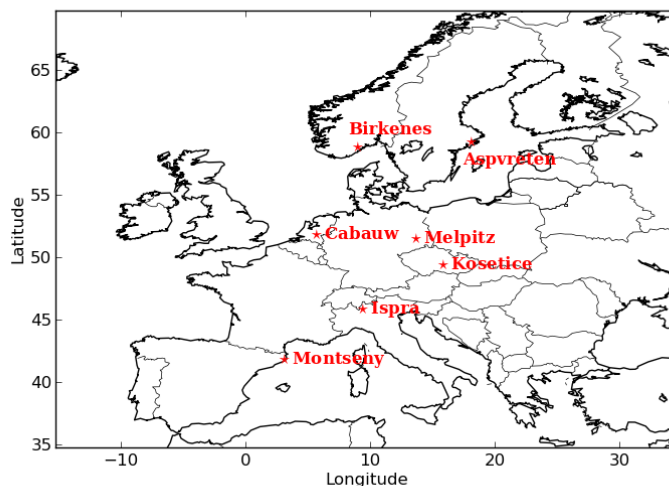 65
60
55
50
45
40
35
Latitude
Birkenes
Aspvreten
Cabauw
Melpitz
Kosetice
Ispra
Montseny
−10 0 10 20 30
Longitude